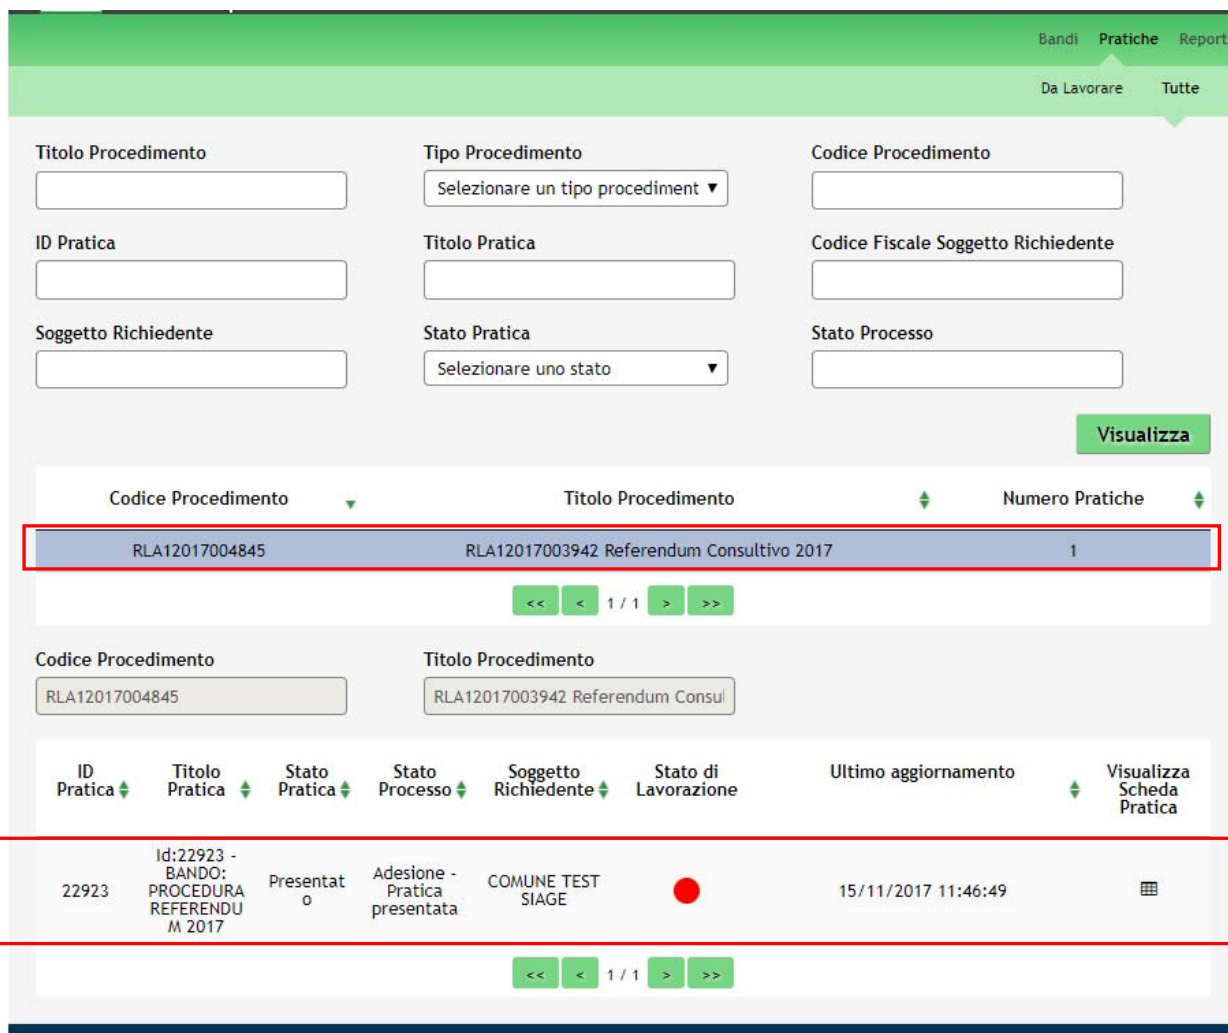 Bandi Pratiche Report
Da Lavorare Tutte
Titolo Procedimento Tipo Procedimento Codice Procedimento
Selezionare un tipo procediment ▼
ID Pratica Titolo Pratica Codice Fiscale Soggetto Richiedente
Soggetto Richiedente Stato Pratica Stato Processo
Selezionare uno stato ▼
Visualizza
Codice Procedimento Titolo Procedimento Numero Pratiche
RLA12017004845 RLA12017003942 Referendum Consultivo 2017 1
<< < 1 / 1 > >>
Codice Procedimento Titolo Procedimento
RLA12017004845 RLA12017003942 Referendum Consul
ID Pratica
Titolo Pratica
Stato Pratica
Stato Processo
Soggetto Richiedente
Stato di Lavorazione
Ultimo aggiornamento
Visualizza Scheda Pratica
22923
Id:22923 -
BANDO:
PROCEDURA
REFERENDU
M 2017
Presentat
o
Adesione -
Pratica
presentata
COMUNE TEST
SIAGE
15/11/2017 11:46:49
<< < 1 / 1 > >>